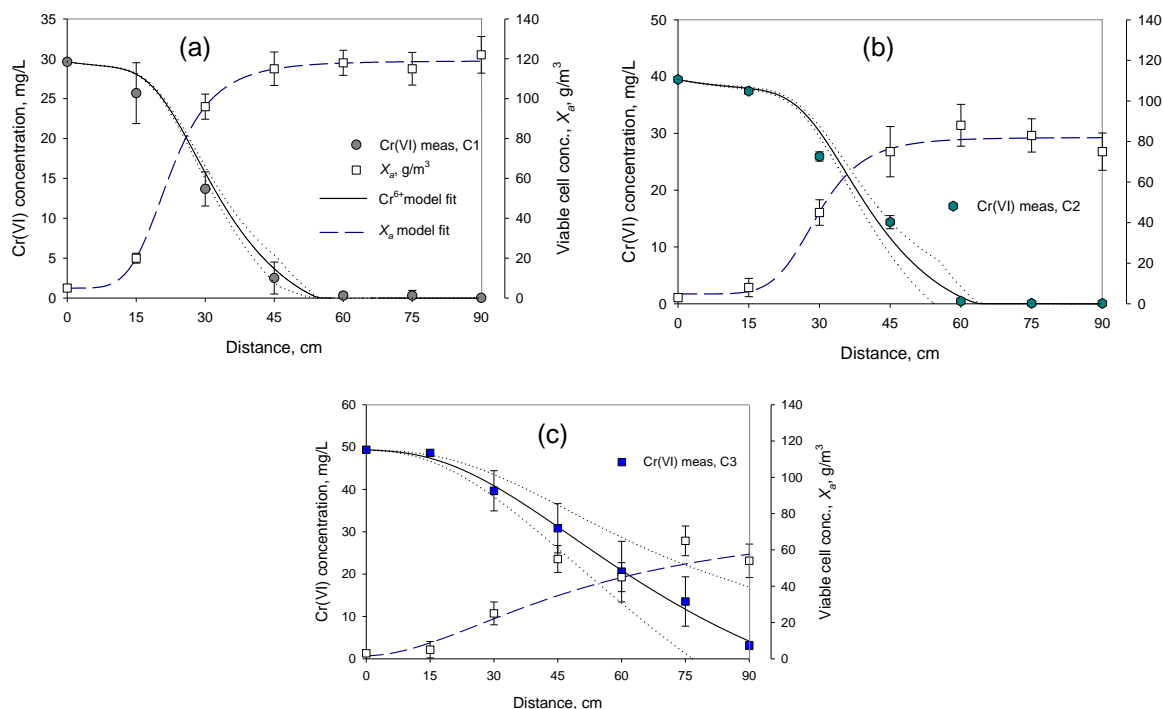 (a)
Cr(VI) concentration, mg/L
35
30
25
20
15
10
5
0
140
120
100
80
60
40
20
0
Viable cell conc., Xₐ, g/m³
Cr(VI) meas, C1
Xₐ, g/m³
Cr⁶⁺model fit
Xₐ model fit
0 15 30 45 60 75 90
Distance, cm
(b)
Cr(VI) concentration, mg/L
50
40
30
20
10
0
140
120
100
80
60
40
20
0
Viable cell conc., Xₐ, g/m³
Cr(VI) meas, C2
0 15 30 45 60 75 90
Distance, cm
(c)
Cr(VI) concentration, mg/L
60
50
40
30
20
10
0
140
120
100
80
60
40
20
0
Viable cell conc., Xₐ, g/m³
Cr(VI) meas, C3
0 15 30 45 60 75 90
Distance, cm